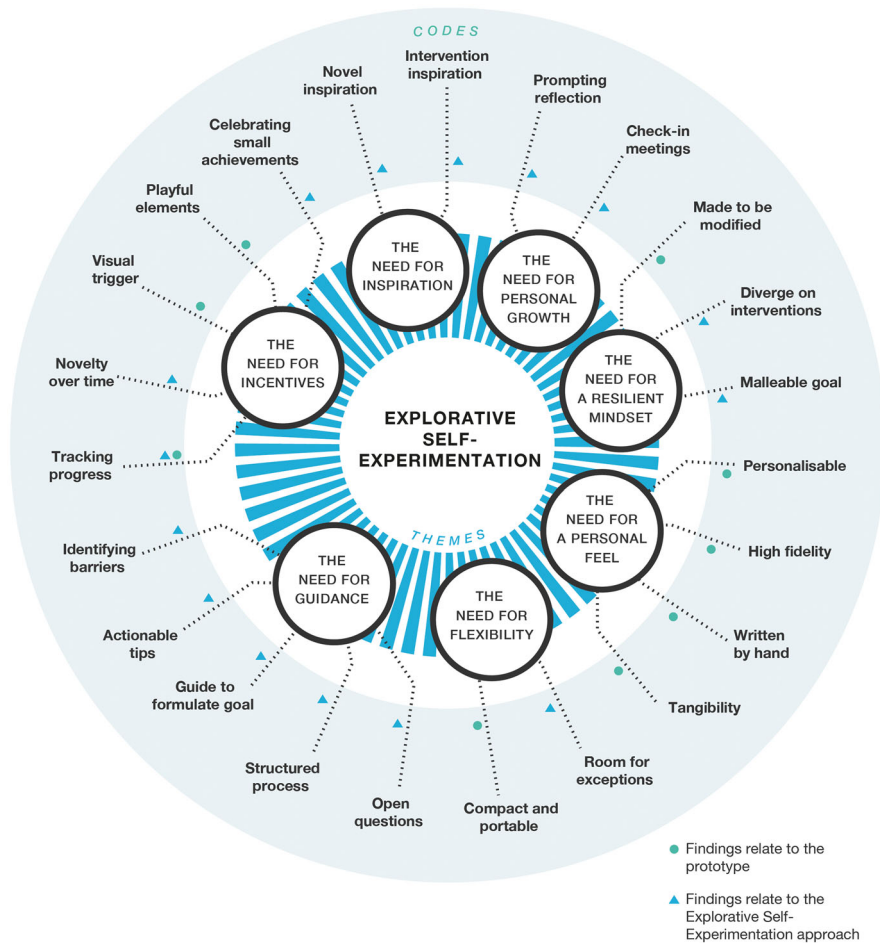 CODES
Intervention
inspiration
Novel
inspiration
Prompting
reflection
Celebrating
small
achievements
Check-in
meetings
Playful
elements
Made to be
modified
Visual
trigger
Diverge on
interventions
Novelty
over time
Malleable goal
Tracking
progress
Personalisable
Identifying
barriers
High fidelity
Actionable
tips
Written
by hand
Guide to
formulate goal
Tangibility
Structured
process
Room for
exceptions
Open
questions
Compact and
portable
THE
NEED FOR
INSPIRATION
THE
NEED FOR
PERSONAL
GROWTH
THE
NEED FOR
INCENTIVES
THE
NEED FOR
A RESILIENT
MINDSET
EXPLORATIVE
SELF-
EXPERIMENTATION
THEMES
THE
NEED FOR
A PERSONAL
FEEL
THE
NEED FOR
GUIDANCE
THE
NEED FOR
FLEXIBILITY
Findings relate to the
prototype
Findings relate to the
Explorative Self-
Experimentation approach